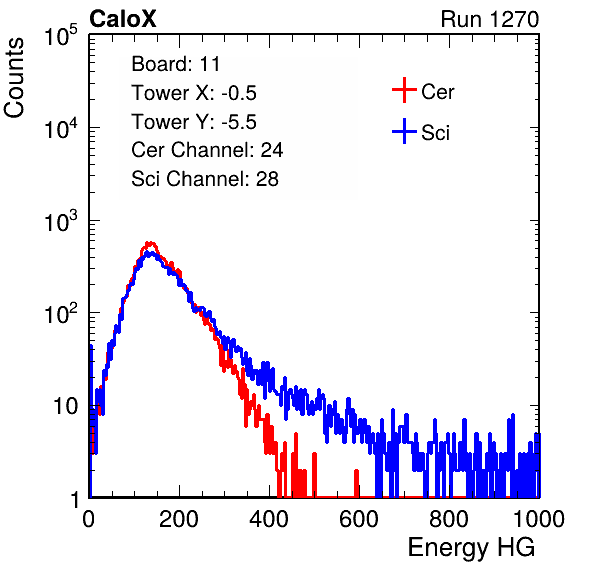 CaloX Run 1270
Counts
10^5
10^4
10^3
10^2
10
1
Board: 11
Tower X: -0.5
Tower Y: -5.5
Cer Channel: 24
Sci Channel: 28
Cer
Sci
0 200 400 600 800 1000
Energy HG